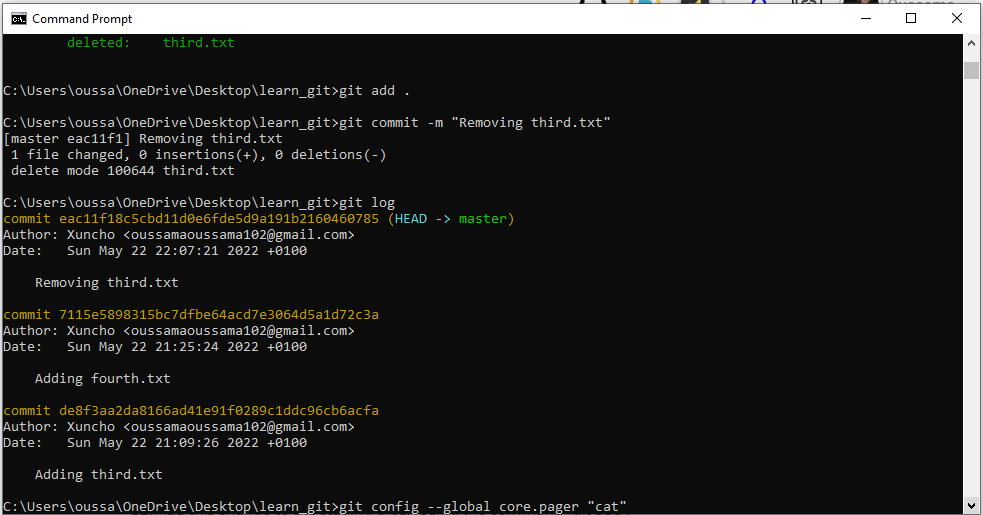 Command Prompt
deleted:    third.txt
C:\Users\oussa\OneDrive\Desktop\learn_git>git add .
C:\Users\oussa\OneDrive\Desktop\learn_git>git commit -m "Removing third.txt"
[master eac11f1] Removing third.txt
 1 file changed, 0 insertions(+), 0 deletions(-)
 delete mode 100644 third.txt
C:\Users\oussa\OneDrive\Desktop\learn_git>git log
commit eac11f18c5cbd11d0e6fde5d9a191b2160460785 (HEAD -> master)
Author: Xuncho <oussamaoussama102@gmail.com>
Date:   Sun May 22 22:07:21 2022 +0100
    Removing third.txt
commit 7115e5898315bc7dfbe64acd7e3064d5a1d72c3a
Author: Xuncho <oussamaoussama102@gmail.com>
Date:   Sun May 22 21:25:24 2022 +0100
    Adding fourth.txt
commit de8f3aa2da8166ad41e91f0289c1ddc96cb6acfa
Author: Xuncho <oussamaoussama102@gmail.com>
Date:   Sun May 22 21:09:26 2022 +0100
    Adding third.txt
C:\Users\oussa\OneDrive\Desktop\learn_git>git config --global core.pager "cat"